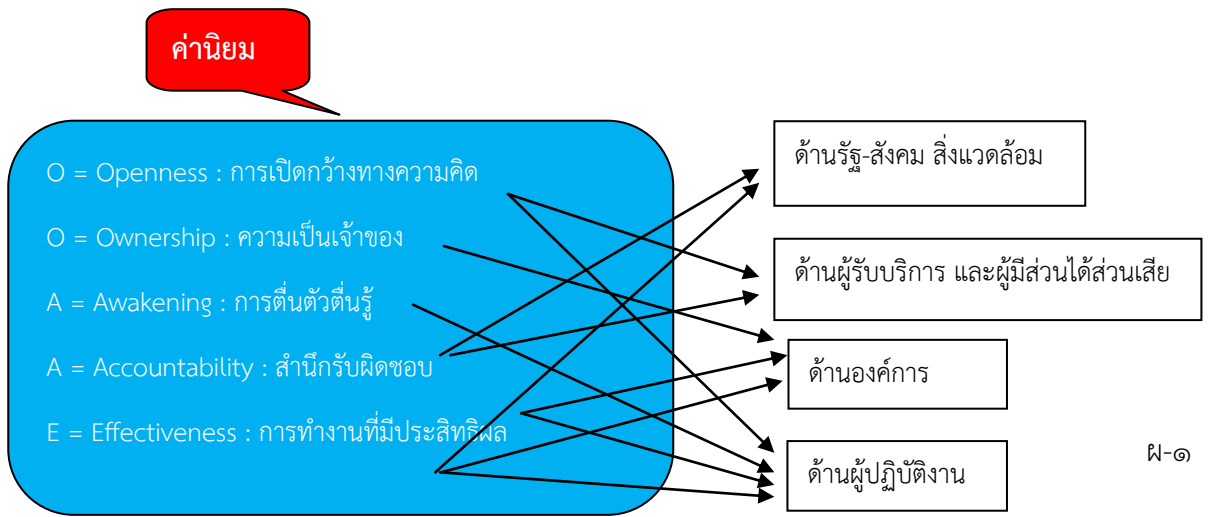 ค่านิยม
O = Openness : การเปิดกว้างทางความคิด
O = Ownership : ความเป็นเจ้าของ
A = Awakening : การตื่นตัวตื่นรู้
A = Accountability : สำนึกรับผิดชอบ
E = Effectiveness : การทำงานที่มีประสิทธิผล
ด้านรัฐ-สังคม สิ่งแวดล้อม
ด้านผู้รับบริการ และผู้มีส่วนได้ส่วนเสีย
ด้านองค์การ
ด้านผู้ปฏิบัติงาน
ผ-๑